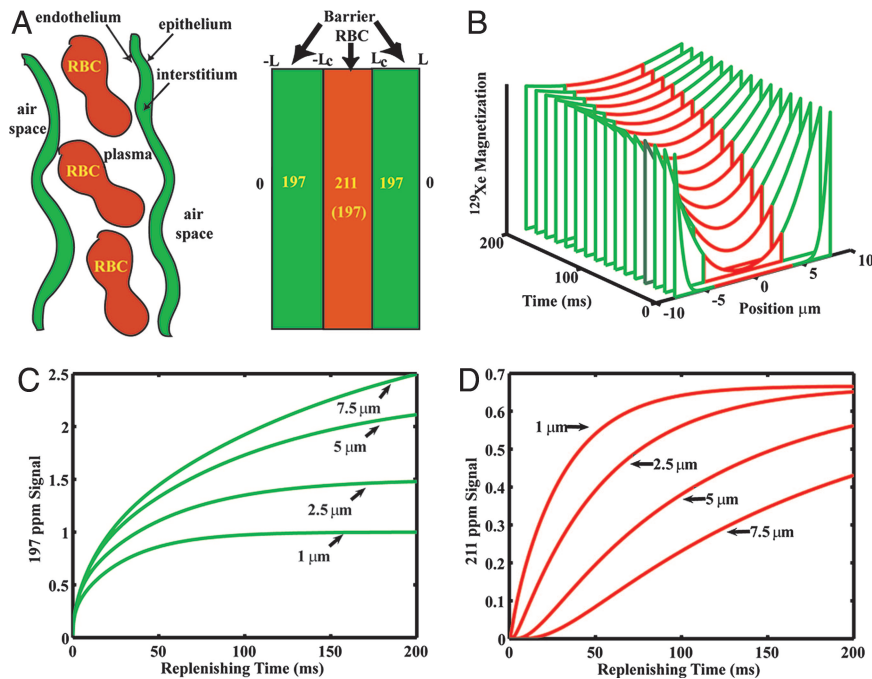 A
endothelium
epithelium
RBC
interstitium
air
space
plasma
RBC
air
space
RBC
Barrier
RBC
-L
-Lc
Lc
L
0
197
211
197
0
(197)
B
129Xe Magnetization
200
100
0
Time (ms)
-10
-5
0
5
10
Position μm
C
197 ppm Signal
2.5
2
1.5
1
0.5
0
7.5 μm
5 μm
2.5 μm
1 μm
0
50
100
150
200
Replenishing Time (ms)
D
211 ppm Signal
0.7
0.6
0.5
0.4
0.3
0.2
0.1
0
1 μm
2.5 μm
5 μm
7.5 μm
0
50
100
150
200
Replenishing Time (ms)